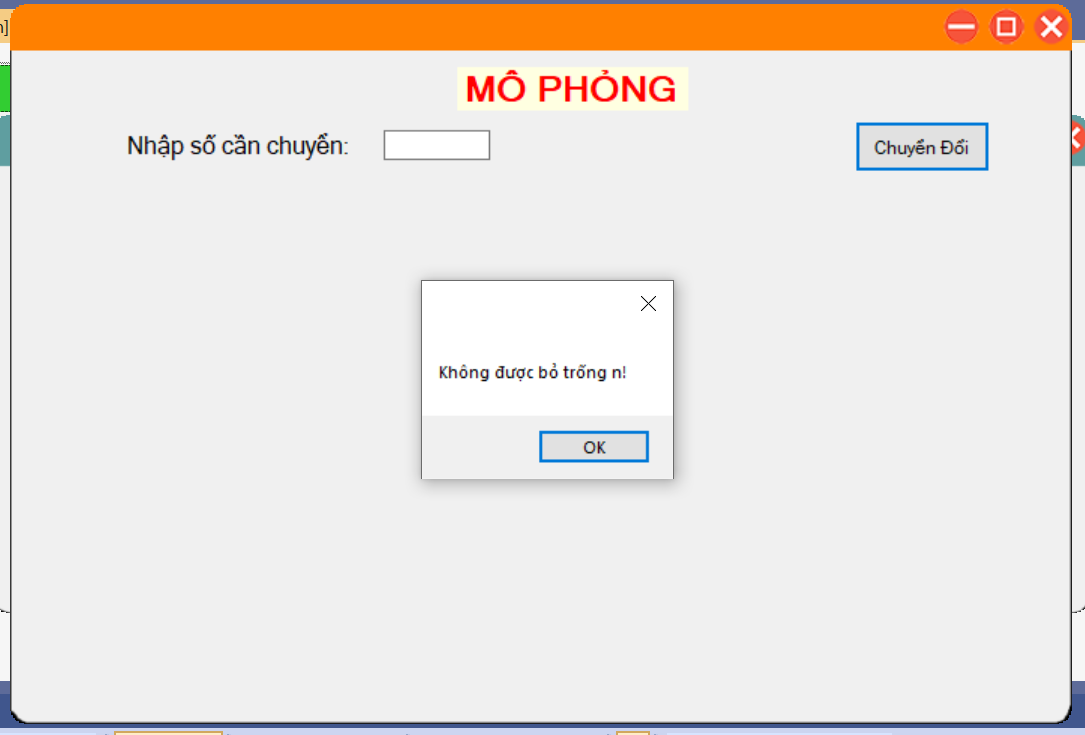 MÔ PHỎNG
Nhập số cần chuyển:
Chuyển Đổi
Không được bỏ trống n!
OK